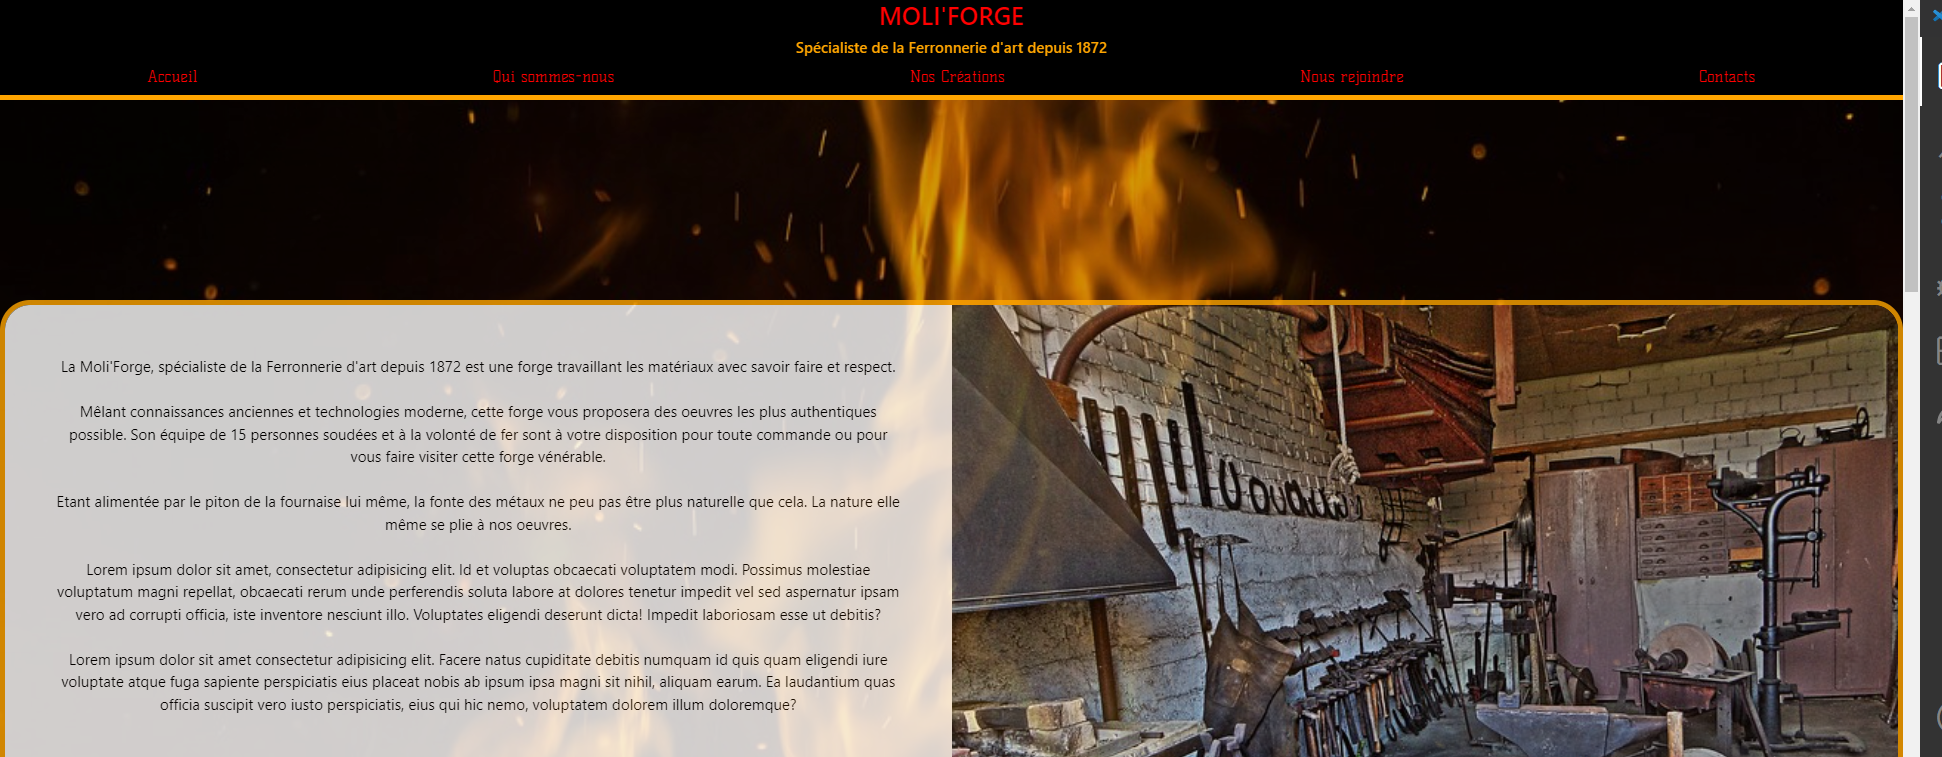 MOLI'FORGE
Spécialiste de la Ferronnerie d'art depuis 1872
Accueil Qui sommes-nous Nos Créations Nous rejoindre Contacts
La Moli'Forge, spécialiste de la Ferronnerie d'art depuis 1872 est une forge travaillant les matériaux avec savoir faire et respect.
Mêlant connaissances anciennes et technologies moderne, cette forge vous proposera des oeuvres les plus authentiques
possible. Son équipe de 15 personnes soudées et à la volonté de fer sont à votre disposition pour toute commande ou pour
vous faire visiter cette forge vénérable.
Etant alimentée par le piton de la fournaise lui même, la fonte des métaux ne peu pas être plus naturelle que cela. La nature elle
même se plie à nos oeuvres.
Lorem ipsum dolor sit amet, consectetur adipisicing elit. Id et voluptas obcaecati voluptatem modi. Possimus molestiae
voluptatum magni repellat, obcaecati rerum unde perferendis soluta labore at dolores tenetur impedit vel sed aspernatur ipsam
vero ad corrupti officia, iste inventore nesciunt illo. Voluptates eligendi deserunt dicta! Impedit laboriosam esse ut debitis?
Lorem ipsum dolor sit amet consectetur adipisicing elit. Facere natus cupiditate debitis numquam id quis quam eligendi iure
voluptate atque fuga sapiente perspiciatis eius placeat nobis ab ipsum ipsa magni sit nihil, aliquam earum. Ea laudantium quas
officia suscipit vero iusto perspiciatis, eius qui hic nemo, voluptatem dolorem illum doloremque?